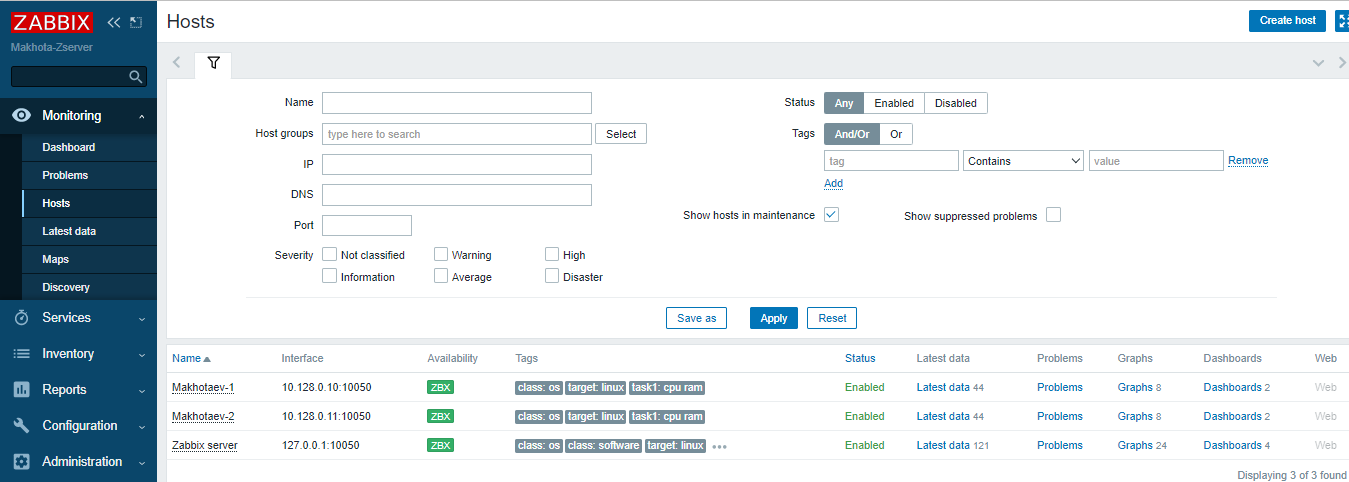 ZABBIX
Makhota-Zserver
Monitoring
Dashboard
Problems
Hosts
Latest data
Maps
Discovery
Services
Inventory
Reports
Configuration
Administration
Hosts
Create host
Name
Status Any Enabled Disabled
Host groups type here to search Select
Tags And/Or Or
IP
tag Contains value Remove
DNS
Add
Port
Show hosts in maintenance Show suppressed problems
Severity Not classified Warning High
Information Average Disaster
Save as Apply Reset
Name Interface Availability Tags Status Latest data Problems Graphs Dashboards Web
Makhotaev-1 10.128.0.10:10050 ZBX class: os target: linux task1: cpu ram Enabled Latest data 44 Problems Graphs 8 Dashboards 2 Web
Makhotaev-2 10.128.0.11:10050 ZBX class: os target: linux task1: cpu ram Enabled Latest data 44 Problems Graphs 8 Dashboards 2 Web
Zabbix server 127.0.0.1:10050 ZBX class: os class: software target: linux ••• Enabled Latest data 121 Problems Graphs 24 Dashboards 4 Web
Displaying 3 of 3 found